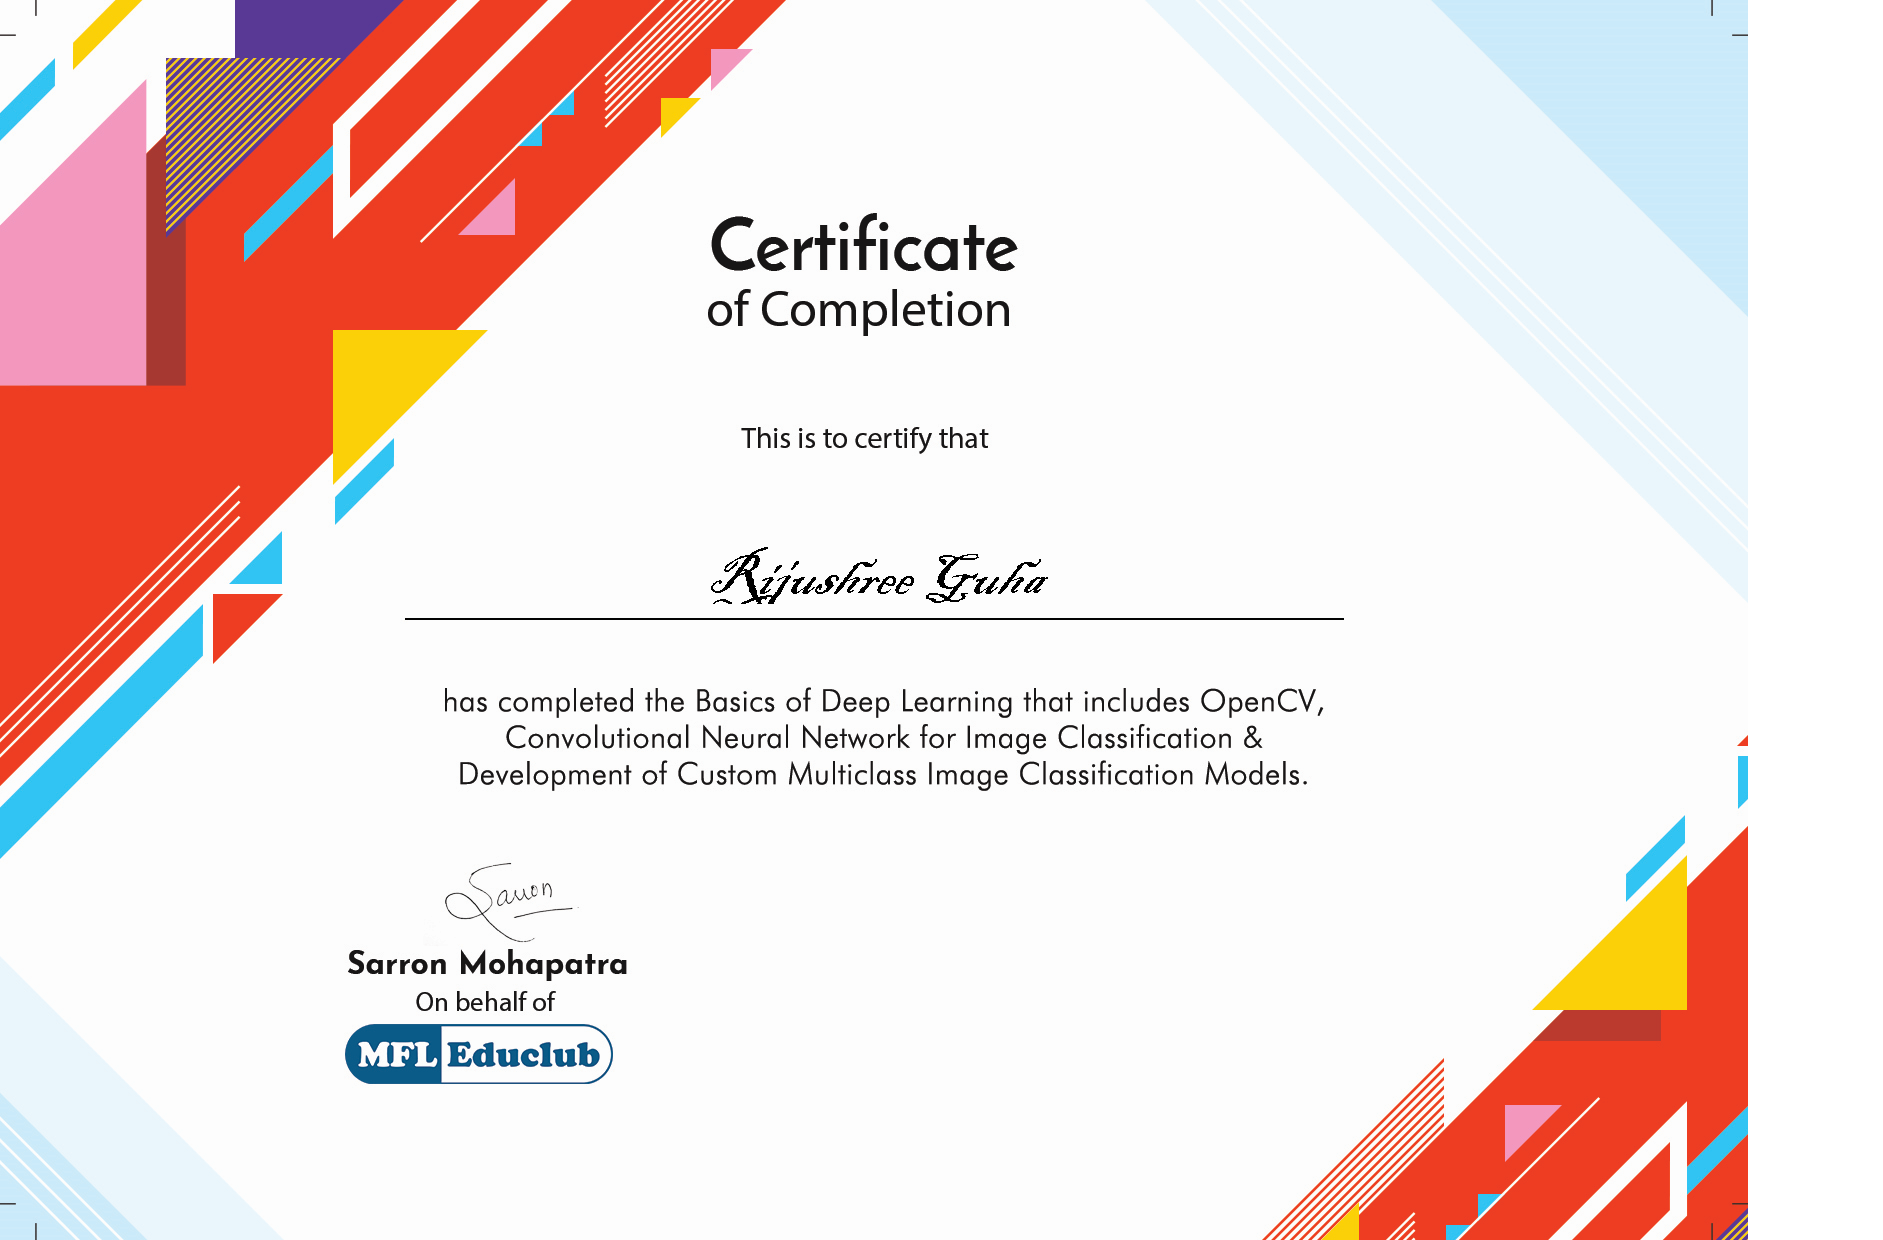 Certificate
of Completion
This is to certify that
Rijushree Guha
has completed the Basics of Deep Learning that includes OpenCV,
Convolutional Neural Network for Image Classification &
Development of Custom Multiclass Image Classification Models.
Sarron
Sarron Mohapatra
On behalf of
MFL Educlub